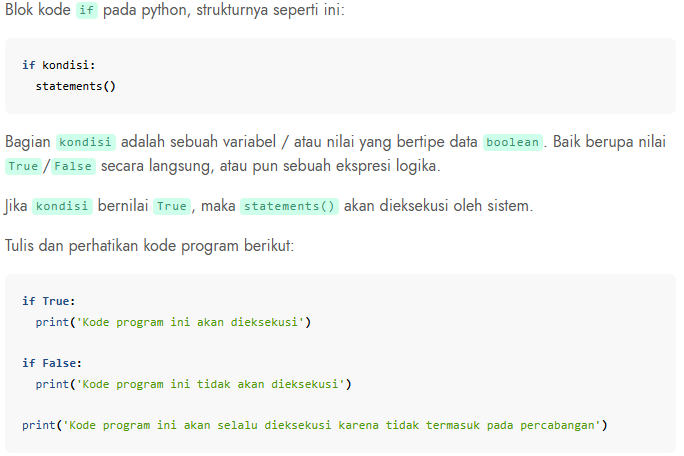 Blok kode if pada python, strukturnya seperti ini:
if kondisi:
  statements()
Bagian kondisi adalah sebuah variabel / atau nilai yang bertipe data boolean. Baik berupa nilai
True/False secara langsung, atau pun sebuah ekspresi logika.
Jika kondisi bernilai True, maka statements() akan dieksekusi oleh sistem.
Tulis dan perhatikan kode program berikut:
if True:
  print('Kode program ini akan dieksekusi')
if False:
  print('Kode program ini tidak akan dieksekusi')
print('Kode program ini akan selalu dieksekusi karena tidak termasuk pada percabangan')